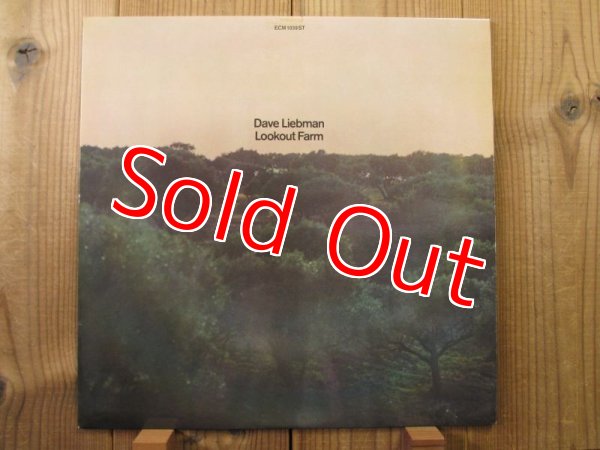 ECM 1039 ST
Dave Liebman
Lookout Farm
Sold Out